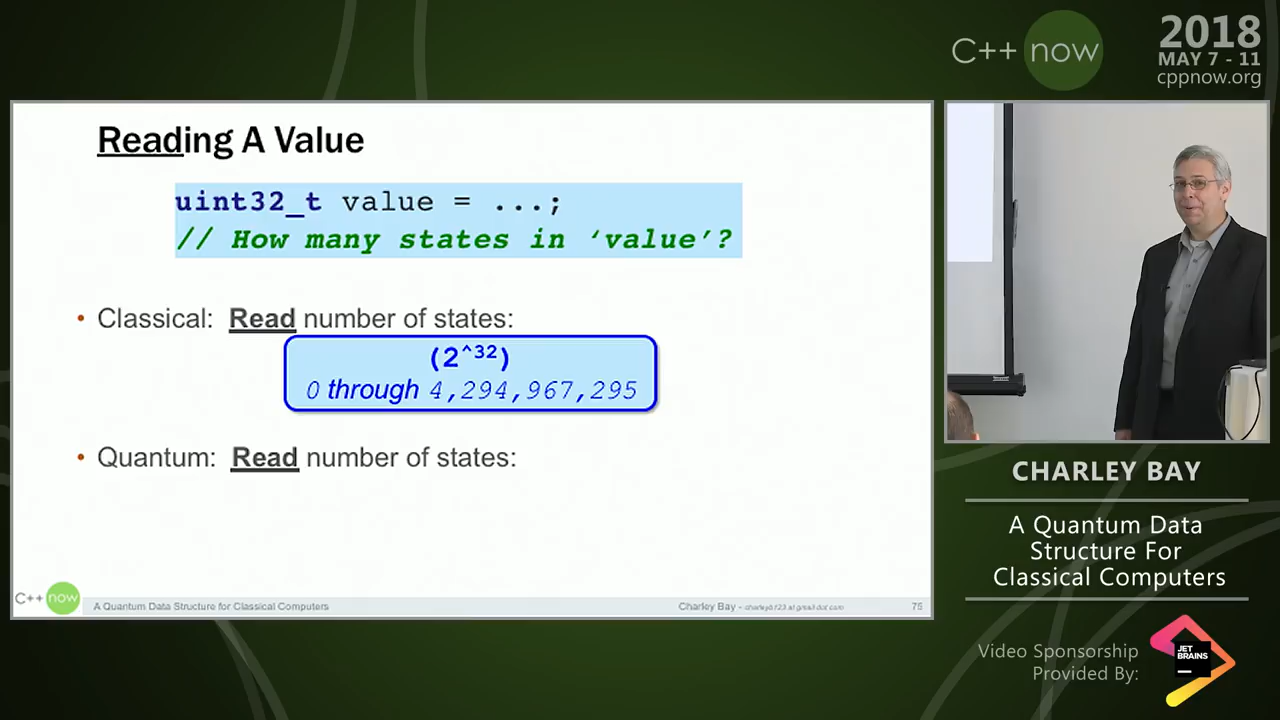 C++ now
2018
MAY 7 - 11
cppnow.org
Reading A Value
uint32_t value = ...;
// How many states in ‘value’?
• Classical: Read number of states:
(2^32)
0 through 4,294,967,295
• Quantum: Read number of states:
C++ now
A Quantum Data Structure for Classical Computers
Charley Bay -
75
CHARLEY BAY
A Quantum Data
Structure For
Classical Computers
Video Sponsorship
Provided By:
JET
BRAINS